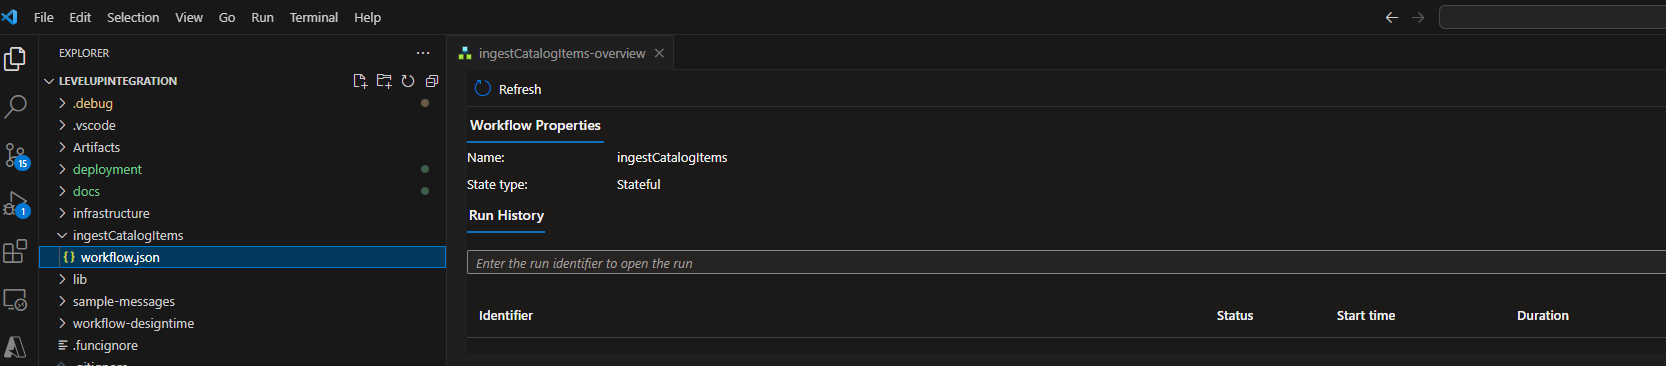 File Edit Selection View Go Run Terminal Help
EXPLORER
LEVELUPINTEGRATION
.debug
.vscode
Artifacts
deployment
docs
infrastructure
ingestCatalogItems
workflow.json
lib
sample-messages
workflow-designtime
.funcignore
.gitignore
15
1
ingestCatalogItems-overview
Refresh
Workflow Properties
Name: ingestCatalogItems
State type: Stateful
Run History
Enter the run identifier to open the run
Identifier Status Start time Duration